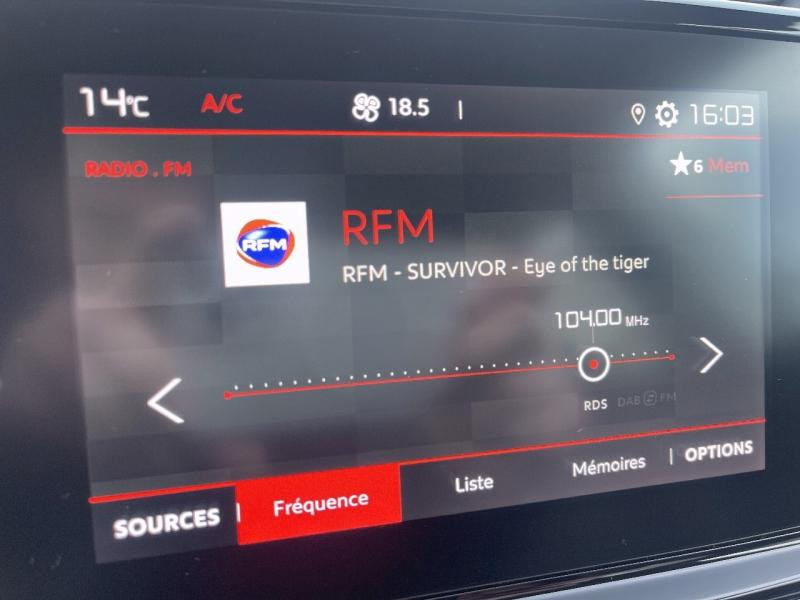 14°C A/C 18.5 | 16:03
RADIO . FM
6 Mem
RFM
RFM
RFM - SURVIVOR - Eye of the tiger
104.00 MHz
RDS DAB FM
SOURCES | Fréquence Liste Mémoires | OPTIONS